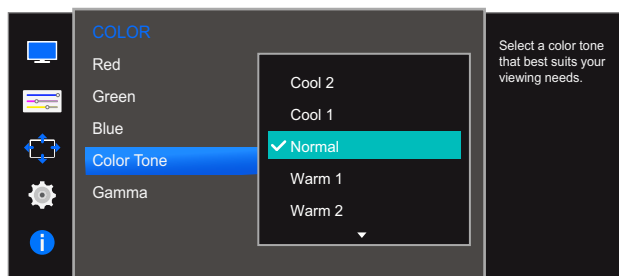 COLOR
Red
Green
Blue
Color Tone
Gamma
Cool 2
Cool 1
Normal
Warm 1
Warm 2
Select a color tone
that best suits your
viewing needs.